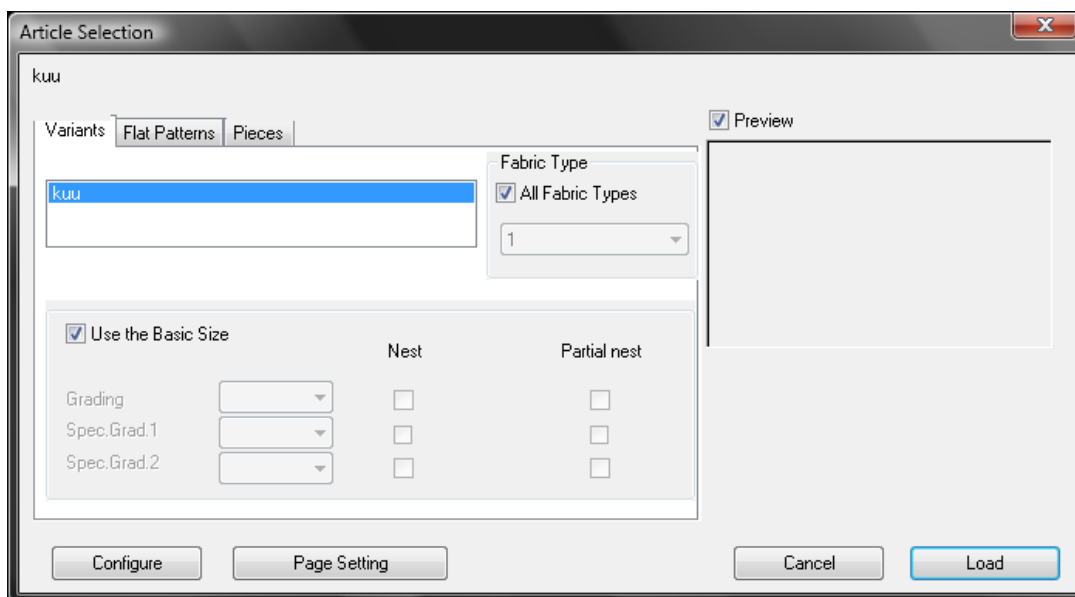 Article Selection
kuu
Variants Flat Patterns Pieces
Preview
Fabric Type
kuu
All Fabric Types
1
Use the Basic Size
Nest Partial nest
Grading
Spec.Grad.1
Spec.Grad.2
Configure Page Setting Cancel Load